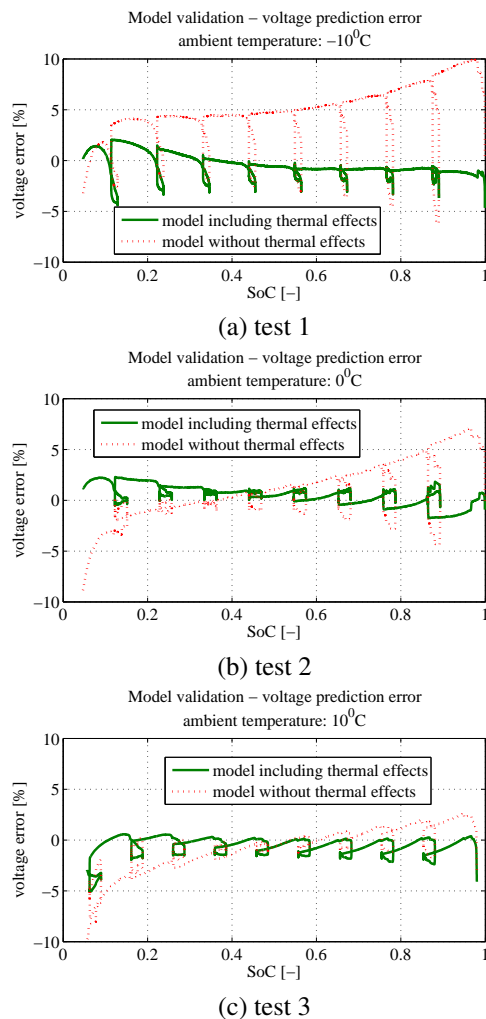 Model validation – voltage prediction error
ambient temperature: –10⁰C
voltage error [%]
10
5
0
−5
−10
model including thermal effects
model without thermal effects
0 0.2 0.4 0.6 0.8 1
SoC [–]
(a) test 1
Model validation – voltage prediction error
ambient temperature: 0⁰C
voltage error [%]
10
5
0
−5
−10
model including thermal effects
model without thermal effects
0 0.2 0.4 0.6 0.8 1
SoC [–]
(b) test 2
Model validation – voltage prediction error
ambient temperature: 10⁰C
voltage error [%]
10
5
0
−5
−10
model including thermal effects
model without thermal effects
0 0.2 0.4 0.6 0.8 1
SoC [–]
(c) test 3